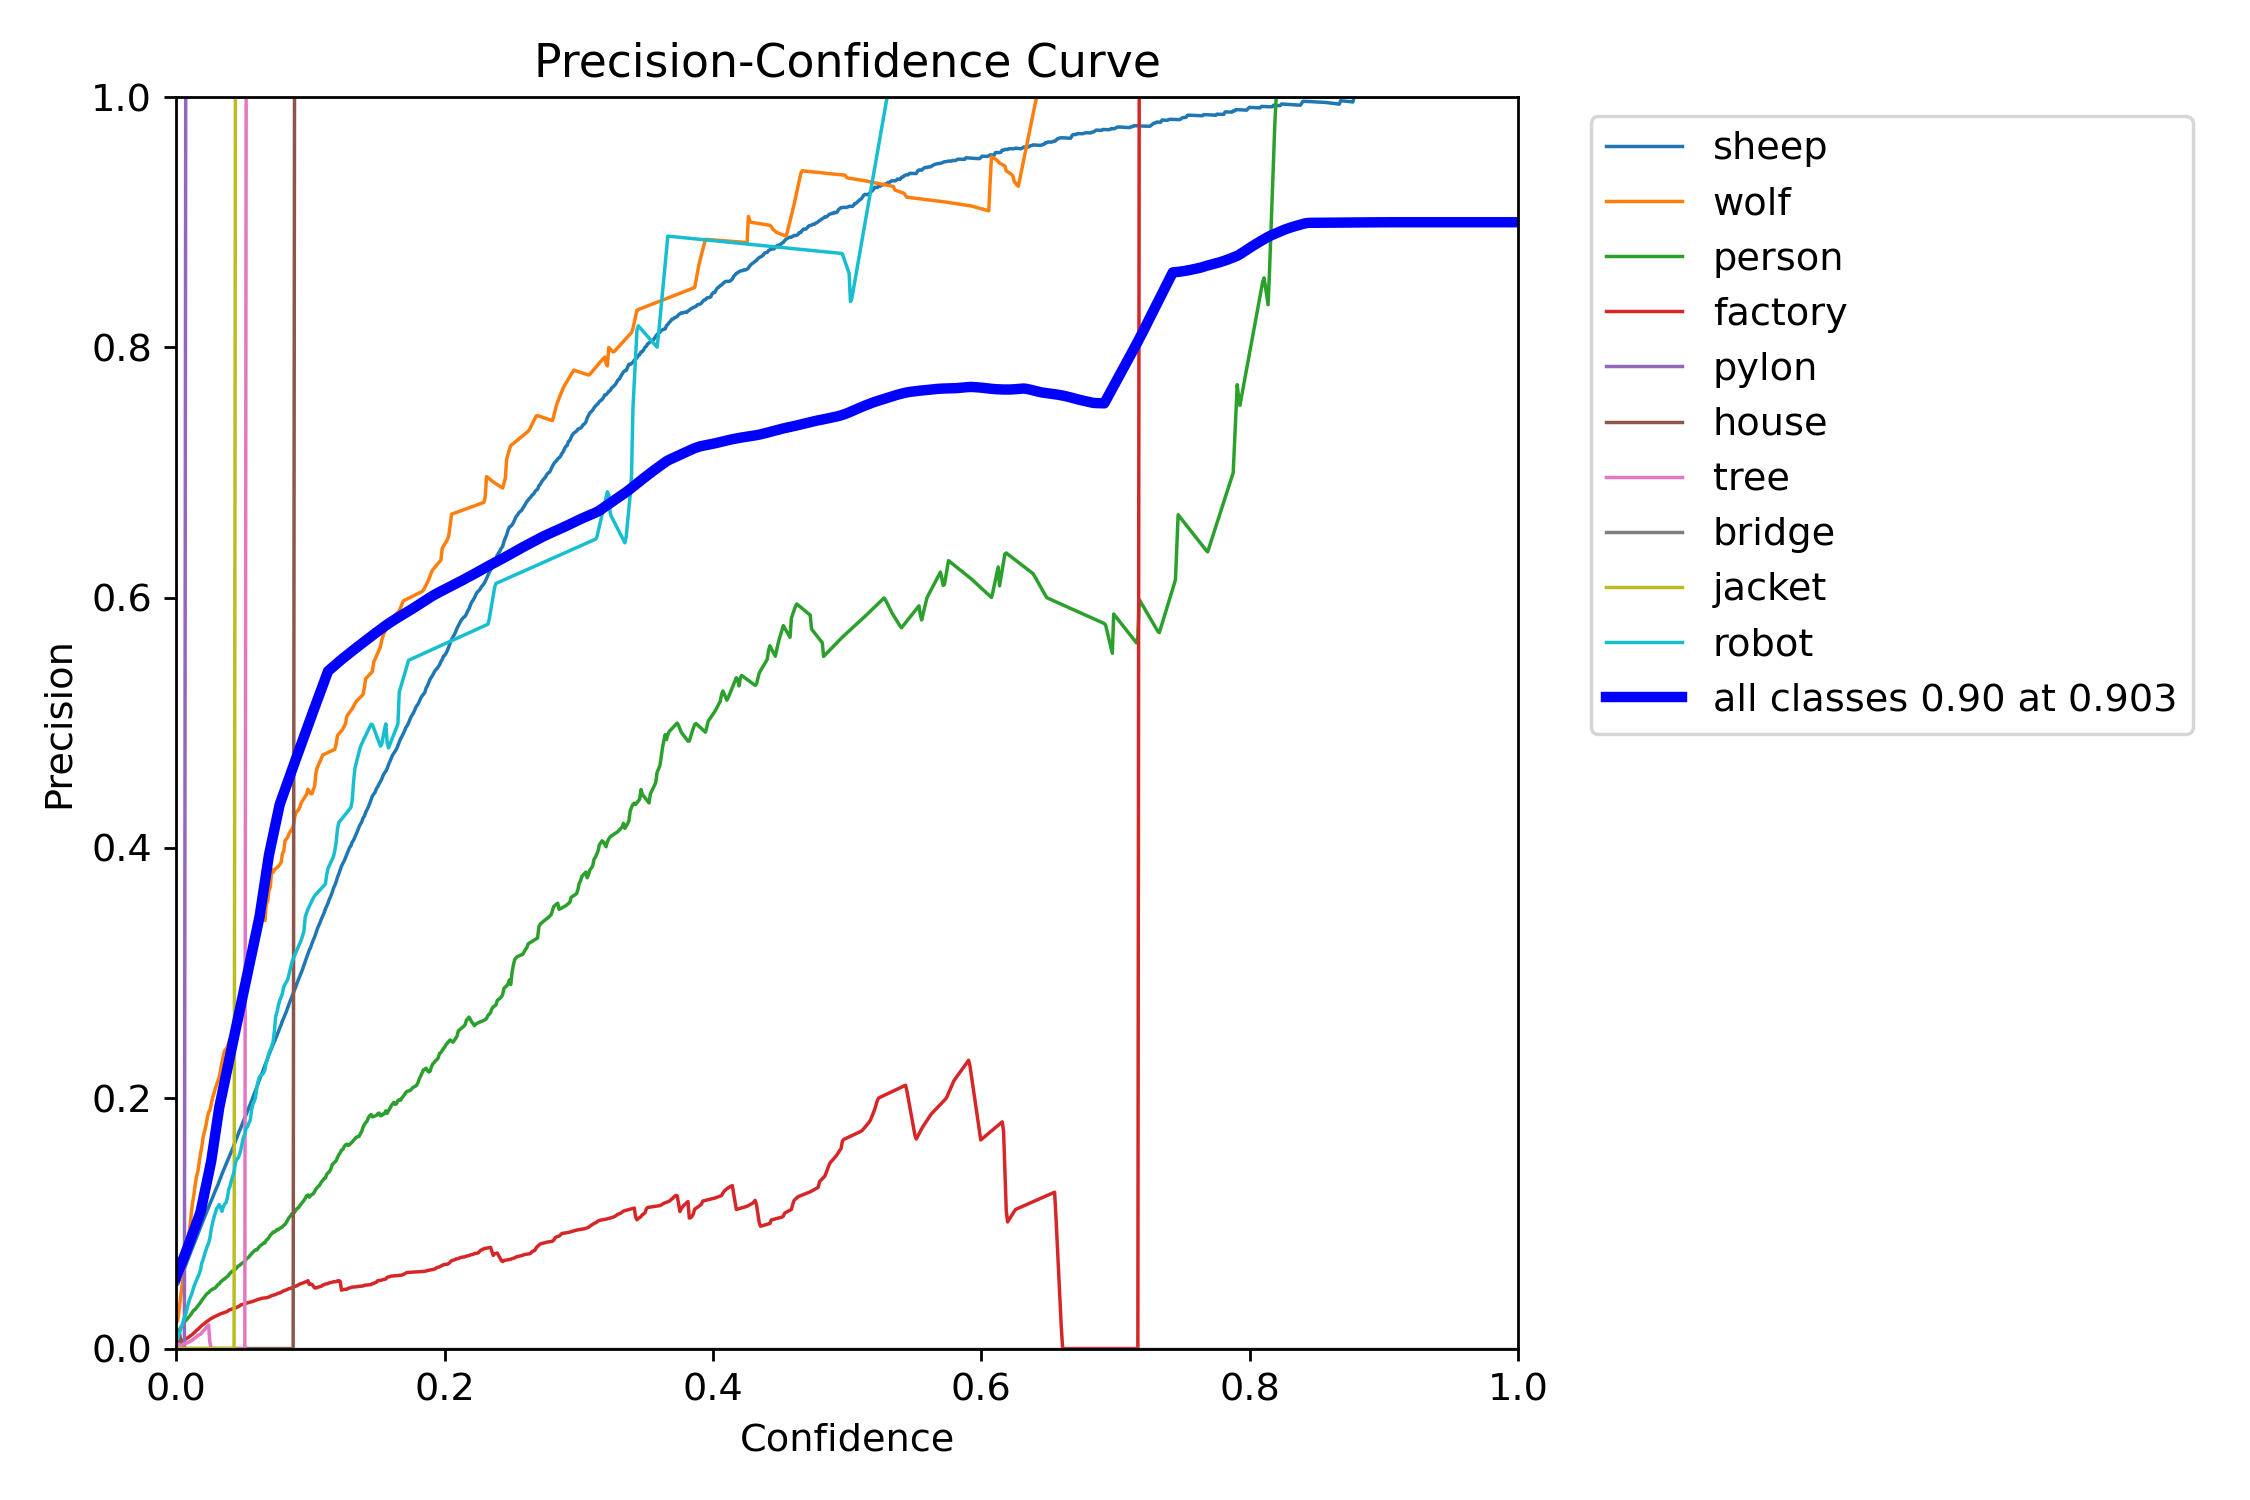 Precision-Confidence Curve
1.0
0.8
0.6
0.4
0.2
0.0
Precision
0.0 0.2 0.4 0.6 0.8 1.0
Confidence
sheep
wolf
person
factory
pylon
house
tree
bridge
jacket
robot
all classes 0.90 at 0.903